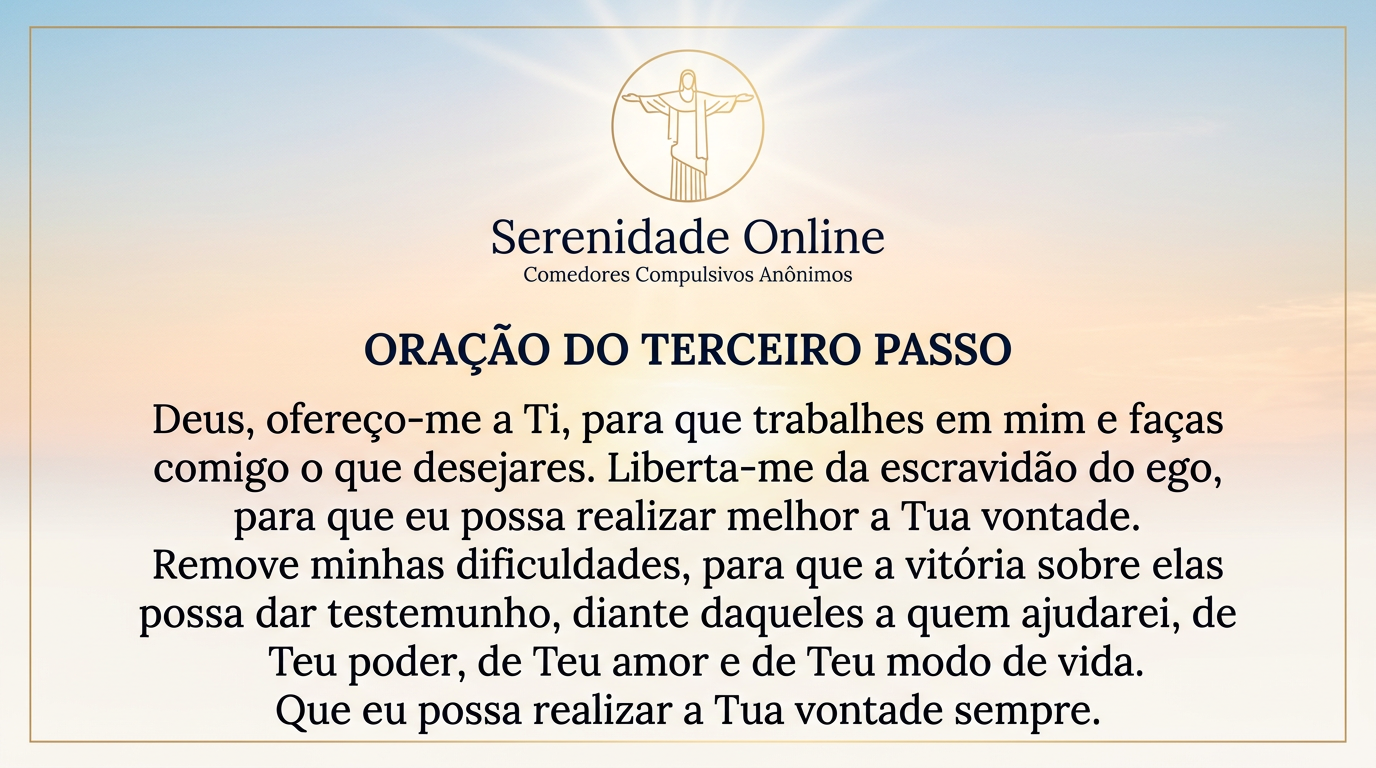 Serenidade Online
Comedores Compulsivos Anônimos
ORAÇÃO DO TERCEIRO PASSO
Deus, ofereço-me a Ti, para que trabalhes em mim e faças
comigo o que desejares. Liberta-me da escravidão do ego,
para que eu possa realizar melhor a Tua vontade.
Remove minhas dificuldades, para que a vitória sobre elas
possa dar testemunho, diante daqueles a quem ajudarei, de
Teu poder, de Teu amor e de Teu modo de vida.
Que eu possa realizar a Tua vontade sempre.